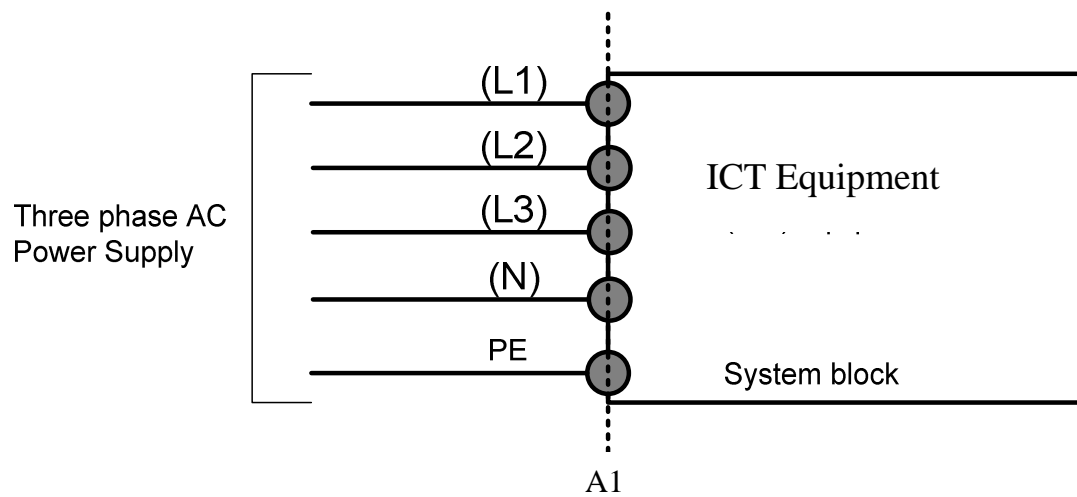 (L1)
(L2)
ICT Equipment
(L3)
Three phase AC
Power Supply
(N)
PE
System block
A1